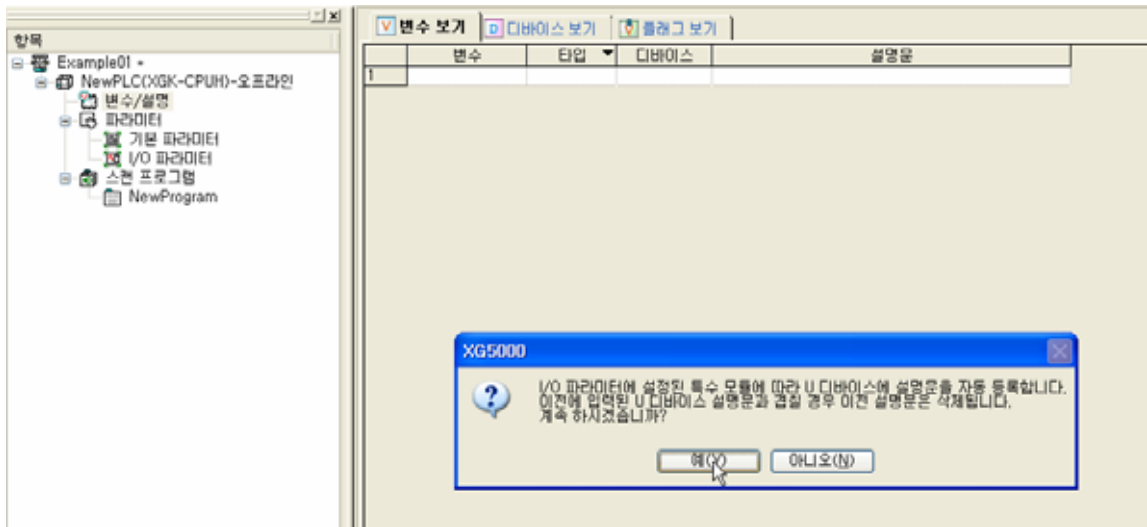 항목
Example01 *
NewPLC(XGK-CPUH)-오프라인
변수/설명
파라미터
기본 파라미터
I/O 파라미터
스캔 프로그램
NewProgram
V 변수 보기 D 디바이스 보기 플래그 보기
변수 타입 디바이스 설명문
1
XG5000
I/O 파라미터에 설정된 특수 모듈에 따라 U 디바이스에 설명문을 자동 등록합니다.
이전에 입력된 U 디바이스 설명문과 겹칠 경우 이전 설명문은 삭제됩니다.
계속 하시겠습니까?
예(Y) 아니오(N)